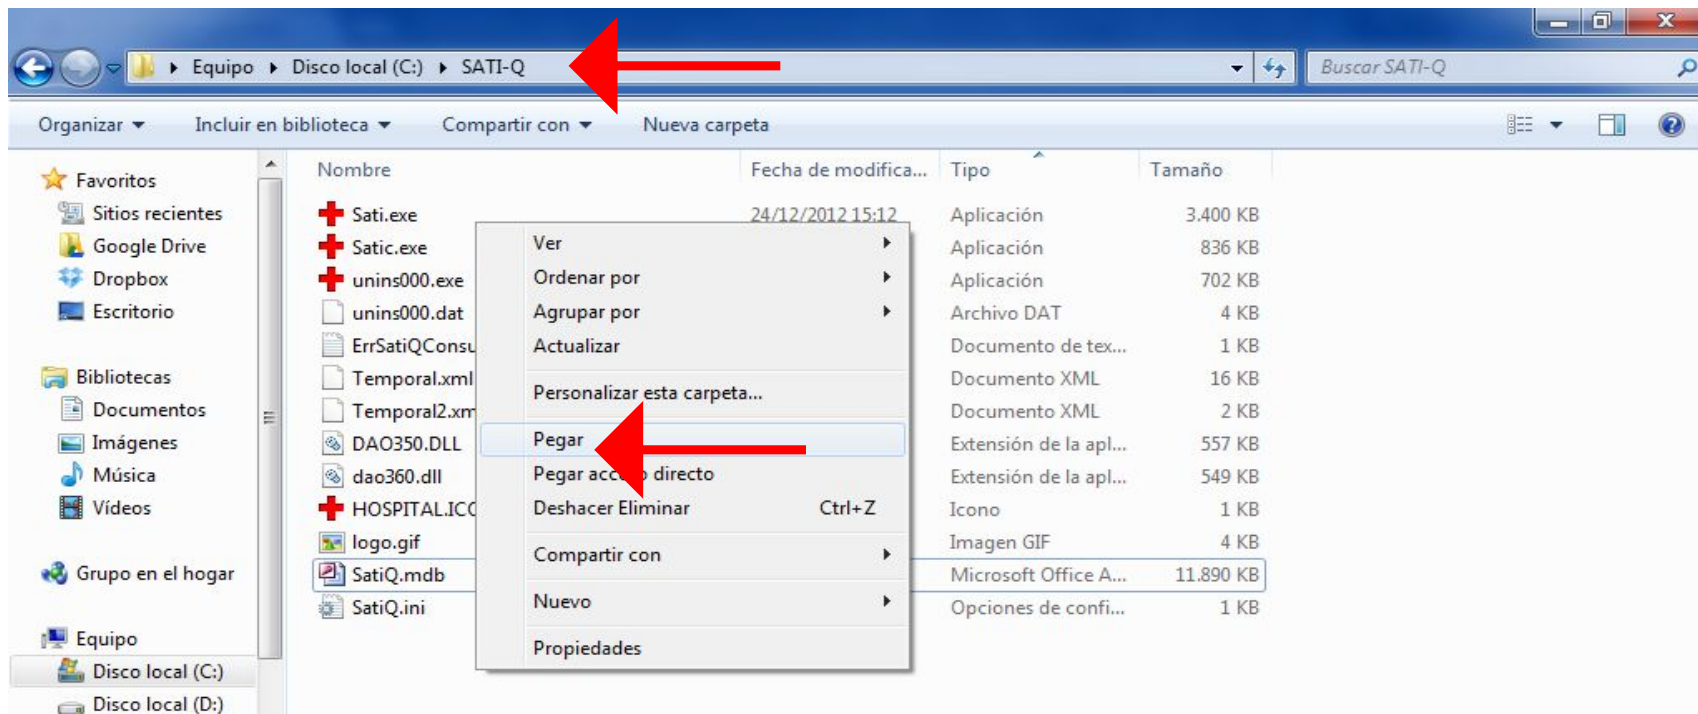 Equipo Disco local (C:) SATI-Q
Buscar SATI-Q
Organizar Incluir en biblioteca Compartir con Nueva carpeta
Favoritos
Sitios recientes
Google Drive
Dropbox
Escritorio
Bibliotecas
Documentos
Imágenes
Música
Vídeos
Grupo en el hogar
Equipo
Disco local (C:)
Disco local (D:)
Nombre Fecha de modifica... Tipo Tamaño
Sati.exe 24/12/2012 15:12 Aplicación 3.400 KB
Satic.exe Aplicación 836 KB
unins000.exe Aplicación 702 KB
unins000.dat Archivo DAT 4 KB
ErrSatiQConsu Documento de tex... 1 KB
Temporal.xml Documento XML 16 KB
Temporal2.xm Documento XML 2 KB
DAO350.DLL Extensión de la apl... 557 KB
dao360.dll Extensión de la apl... 549 KB
HOSPITAL.ICO Icono 1 KB
logo.gif Imagen GIF 4 KB
SatiQ.mdb Microsoft Office A... 11.890 KB
SatiQ.ini Opciones de confi... 1 KB
Ver
Ordenar por
Agrupar por
Actualizar
Personalizar esta carpeta...
Pegar
Pegar directo
Deshacer Eliminar Ctrl+Z
Compartir con
Nuevo
Propiedades